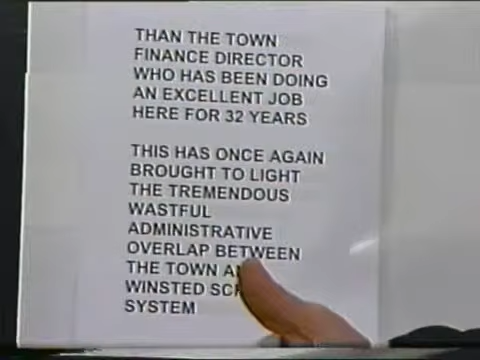 THAN THE TOWN
FINANCE DIRECTOR
WHO HAS BEEN DOING
AN EXCELLENT JOB
HERE FOR 32 YEARS
THIS HAS ONCE AGAIN
BROUGHT TO LIGHT
THE TREMENDOUS
WASTFUL
ADMINISTRATIVE
OVERLAP BETWEEN
THE TOWN
WINSTED
SYSTEM